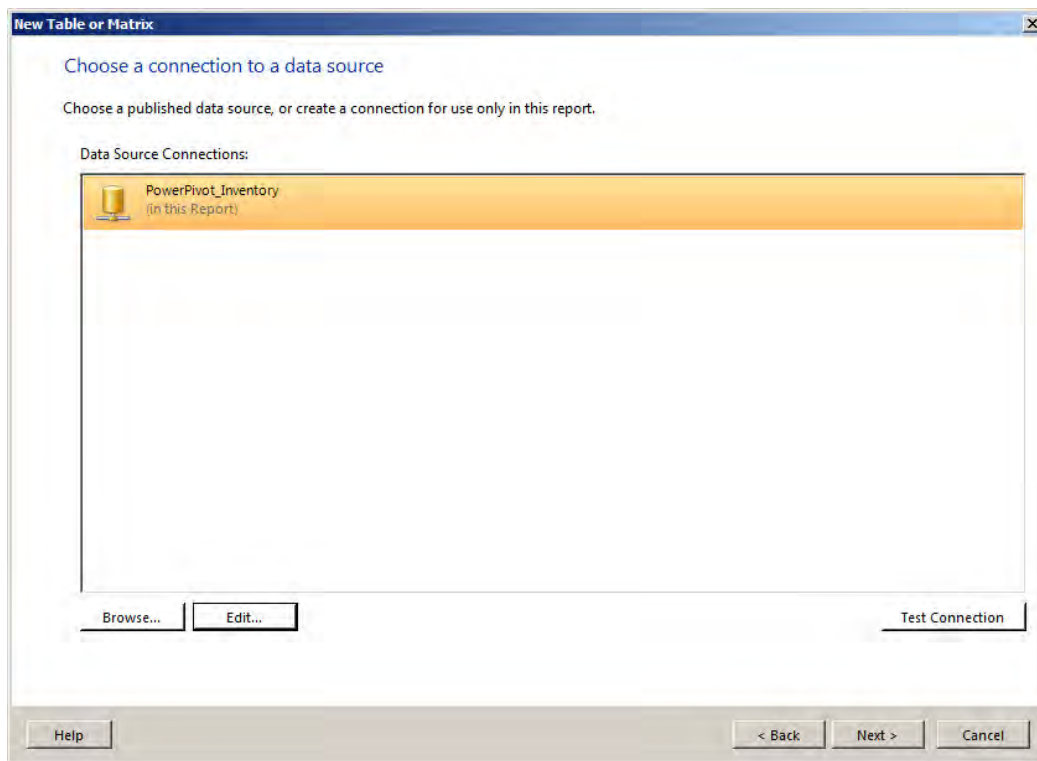 New Table or Matrix
Choose a connection to a data source
Choose a published data source, or create a connection for use only in this report.
Data Source Connections:
PowerPivot_Inventory
(in this Report)
Browse... Edit... Test Connection
Help < Back Next > Cancel